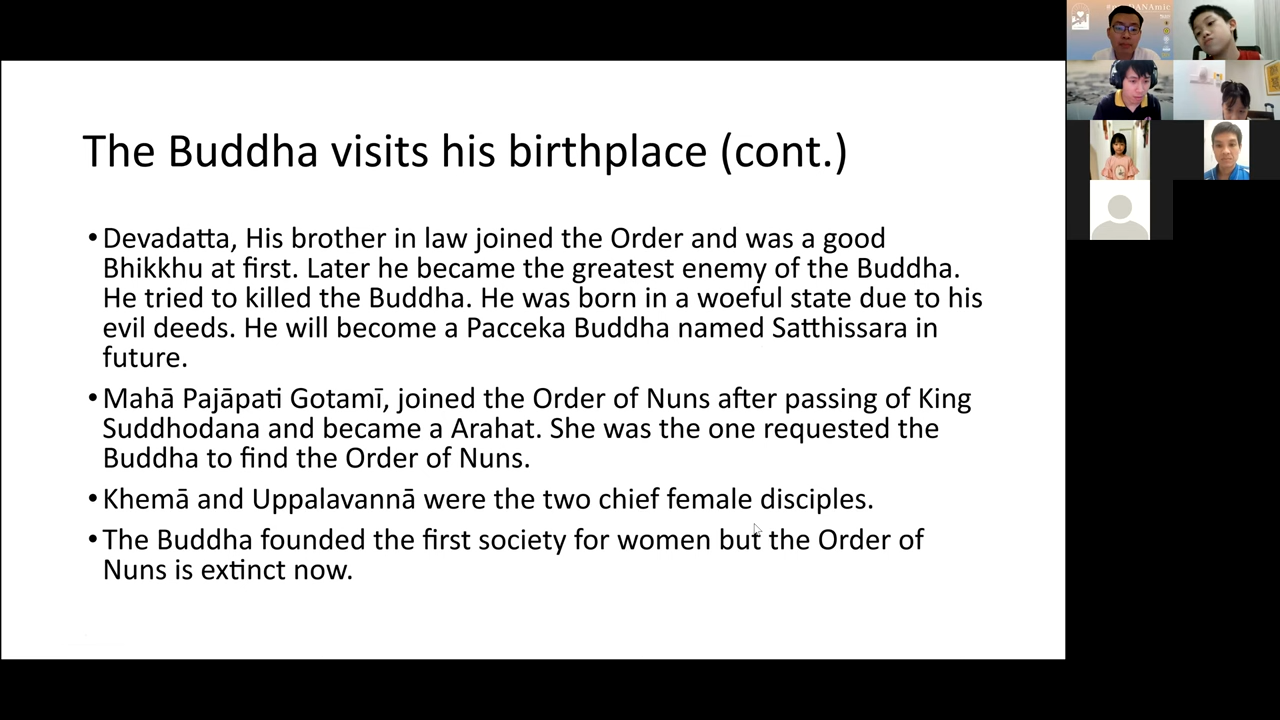 The Buddha visits his birthplace (cont.)
•Devadatta, His brother in law joined the Order and was a good
Bhikkhu at first. Later he became the greatest enemy of the Buddha.
He tried to killed the Buddha. He was born in a woeful state due to his
evil deeds. He will become a Pacceka Buddha named Satthissara in
future.
•Mahā Pajāpati Gotamī, joined the Order of Nuns after passing of King
Suddhodana and became a Arahat. She was the one requested the
Buddha to find the Order of Nuns.
•Khemā and Uppalavannā were the two chief female disciples.
•The Buddha founded the first society for women but the Order of
Nuns is extinct now.